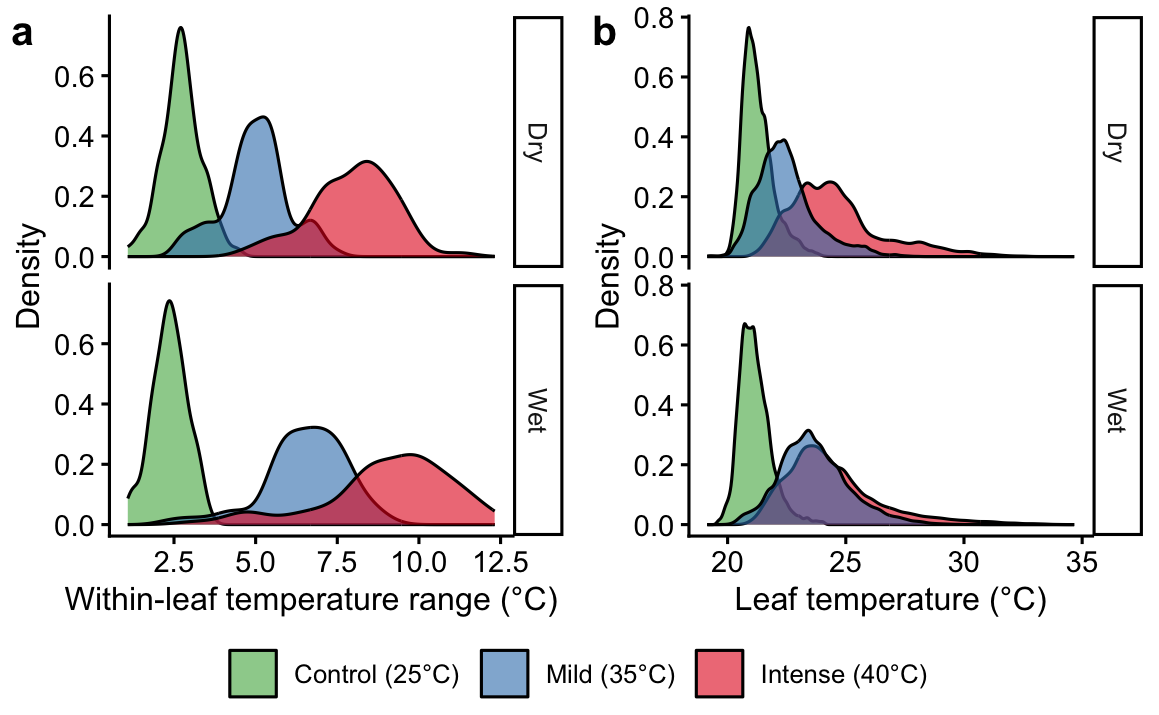 a
Density
0.6
0.4
0.2
0.0
Dry
0.6
0.4
0.2
0.0
Wet
2.5 5.0 7.5 10.0 12.5
Within-leaf temperature range (°C)
b
Density
0.8
0.6
0.4
0.2
0.0
Dry
0.8
0.6
0.4
0.2
0.0
Wet
20 25 30 35
Leaf temperature (°C)
Control (25°C) Mild (35°C) Intense (40°C)